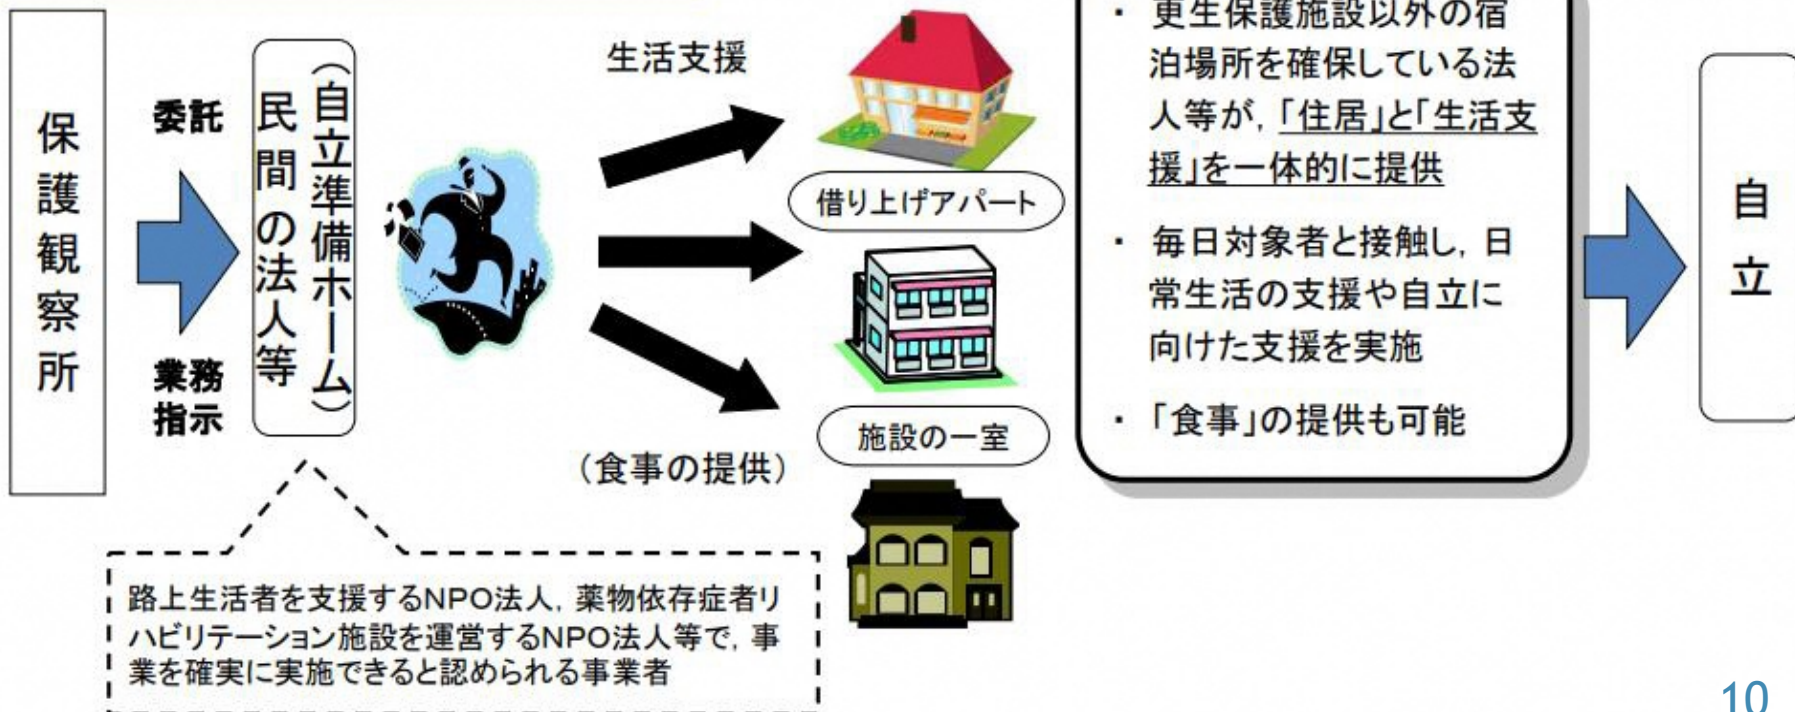 保護観察所
委託
業務
指示
(自立準備ホーム)
民間の法人等
生活支援
(食事の提供)
借り上げアパート
施設の一室
・ 更生保護施設以外の宿
泊場所を確保している法
人等が,「住居」と「生活支
援」を一体的に提供
・ 毎日対象者と接触し,日
常生活の支援や自立に
向けた支援を実施
・ 「食事」の提供も可能
自立
路上生活者を支援するNPO法人,薬物依存症者リ
ハビリテーション施設を運営するNPO法人等で,事
業を確実に実施できると認められる事業者
10